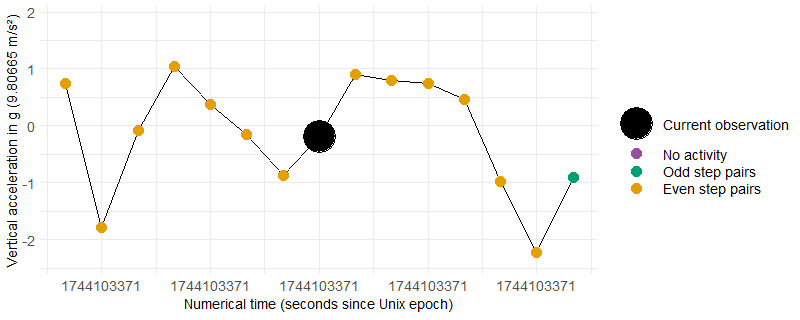 Vertical acceleration in g (9.80665 m/s²)
2
1
0
-1
-2
1744103371 1744103371 1744103371 1744103371 1744103371
Numerical time (seconds since Unix epoch)
Current observation
No activity
Odd step pairs
Even step pairs